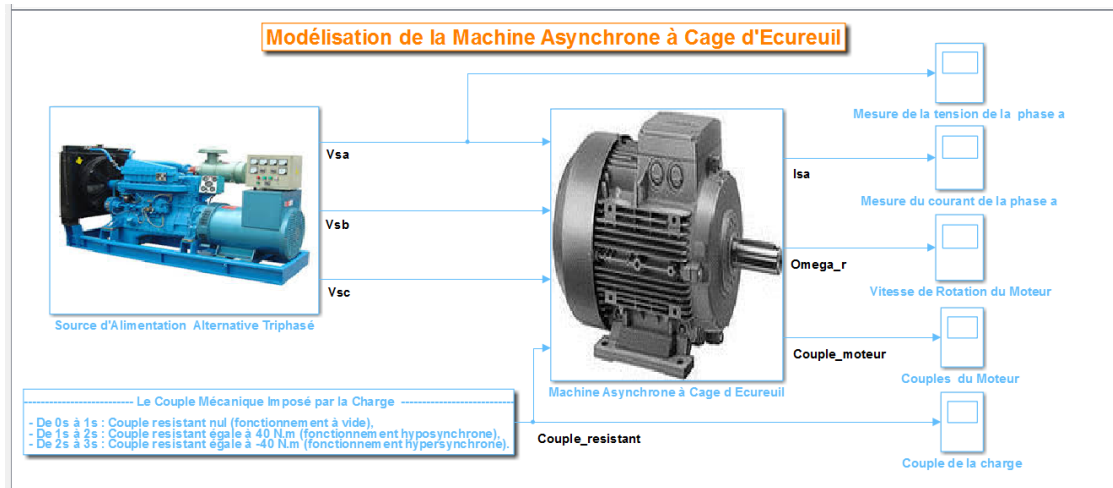 Modélisation de la Machine Asynchrone à Cage d'Ecureuil
Mesure de la tension de la phase a
Vsa
Isa
Mesure du courant de la phase a
Vsb
Omega_r
Vsc
Vitesse de Rotation du Moteur
Source d'Alimentation Alternative Triphasé
Couple_moteur
Couples du Moteur
Machine Asynchrone à Cage d Ecureuil
-------------------------- Le Couple Mécanique Imposé par la Charge --------------------------
- De 0s à 1s : Couple resistant nul (fonctionnement à vide),
- De 1s à 2s : Couple resistant égale à 40 N.m (fonctionnement hyposynchrone),
- De 2s à 3s : Couple resistant égale à -40 N.m (fonctionnement hypersynchrone).
Couple_resistant
Couple de la charge